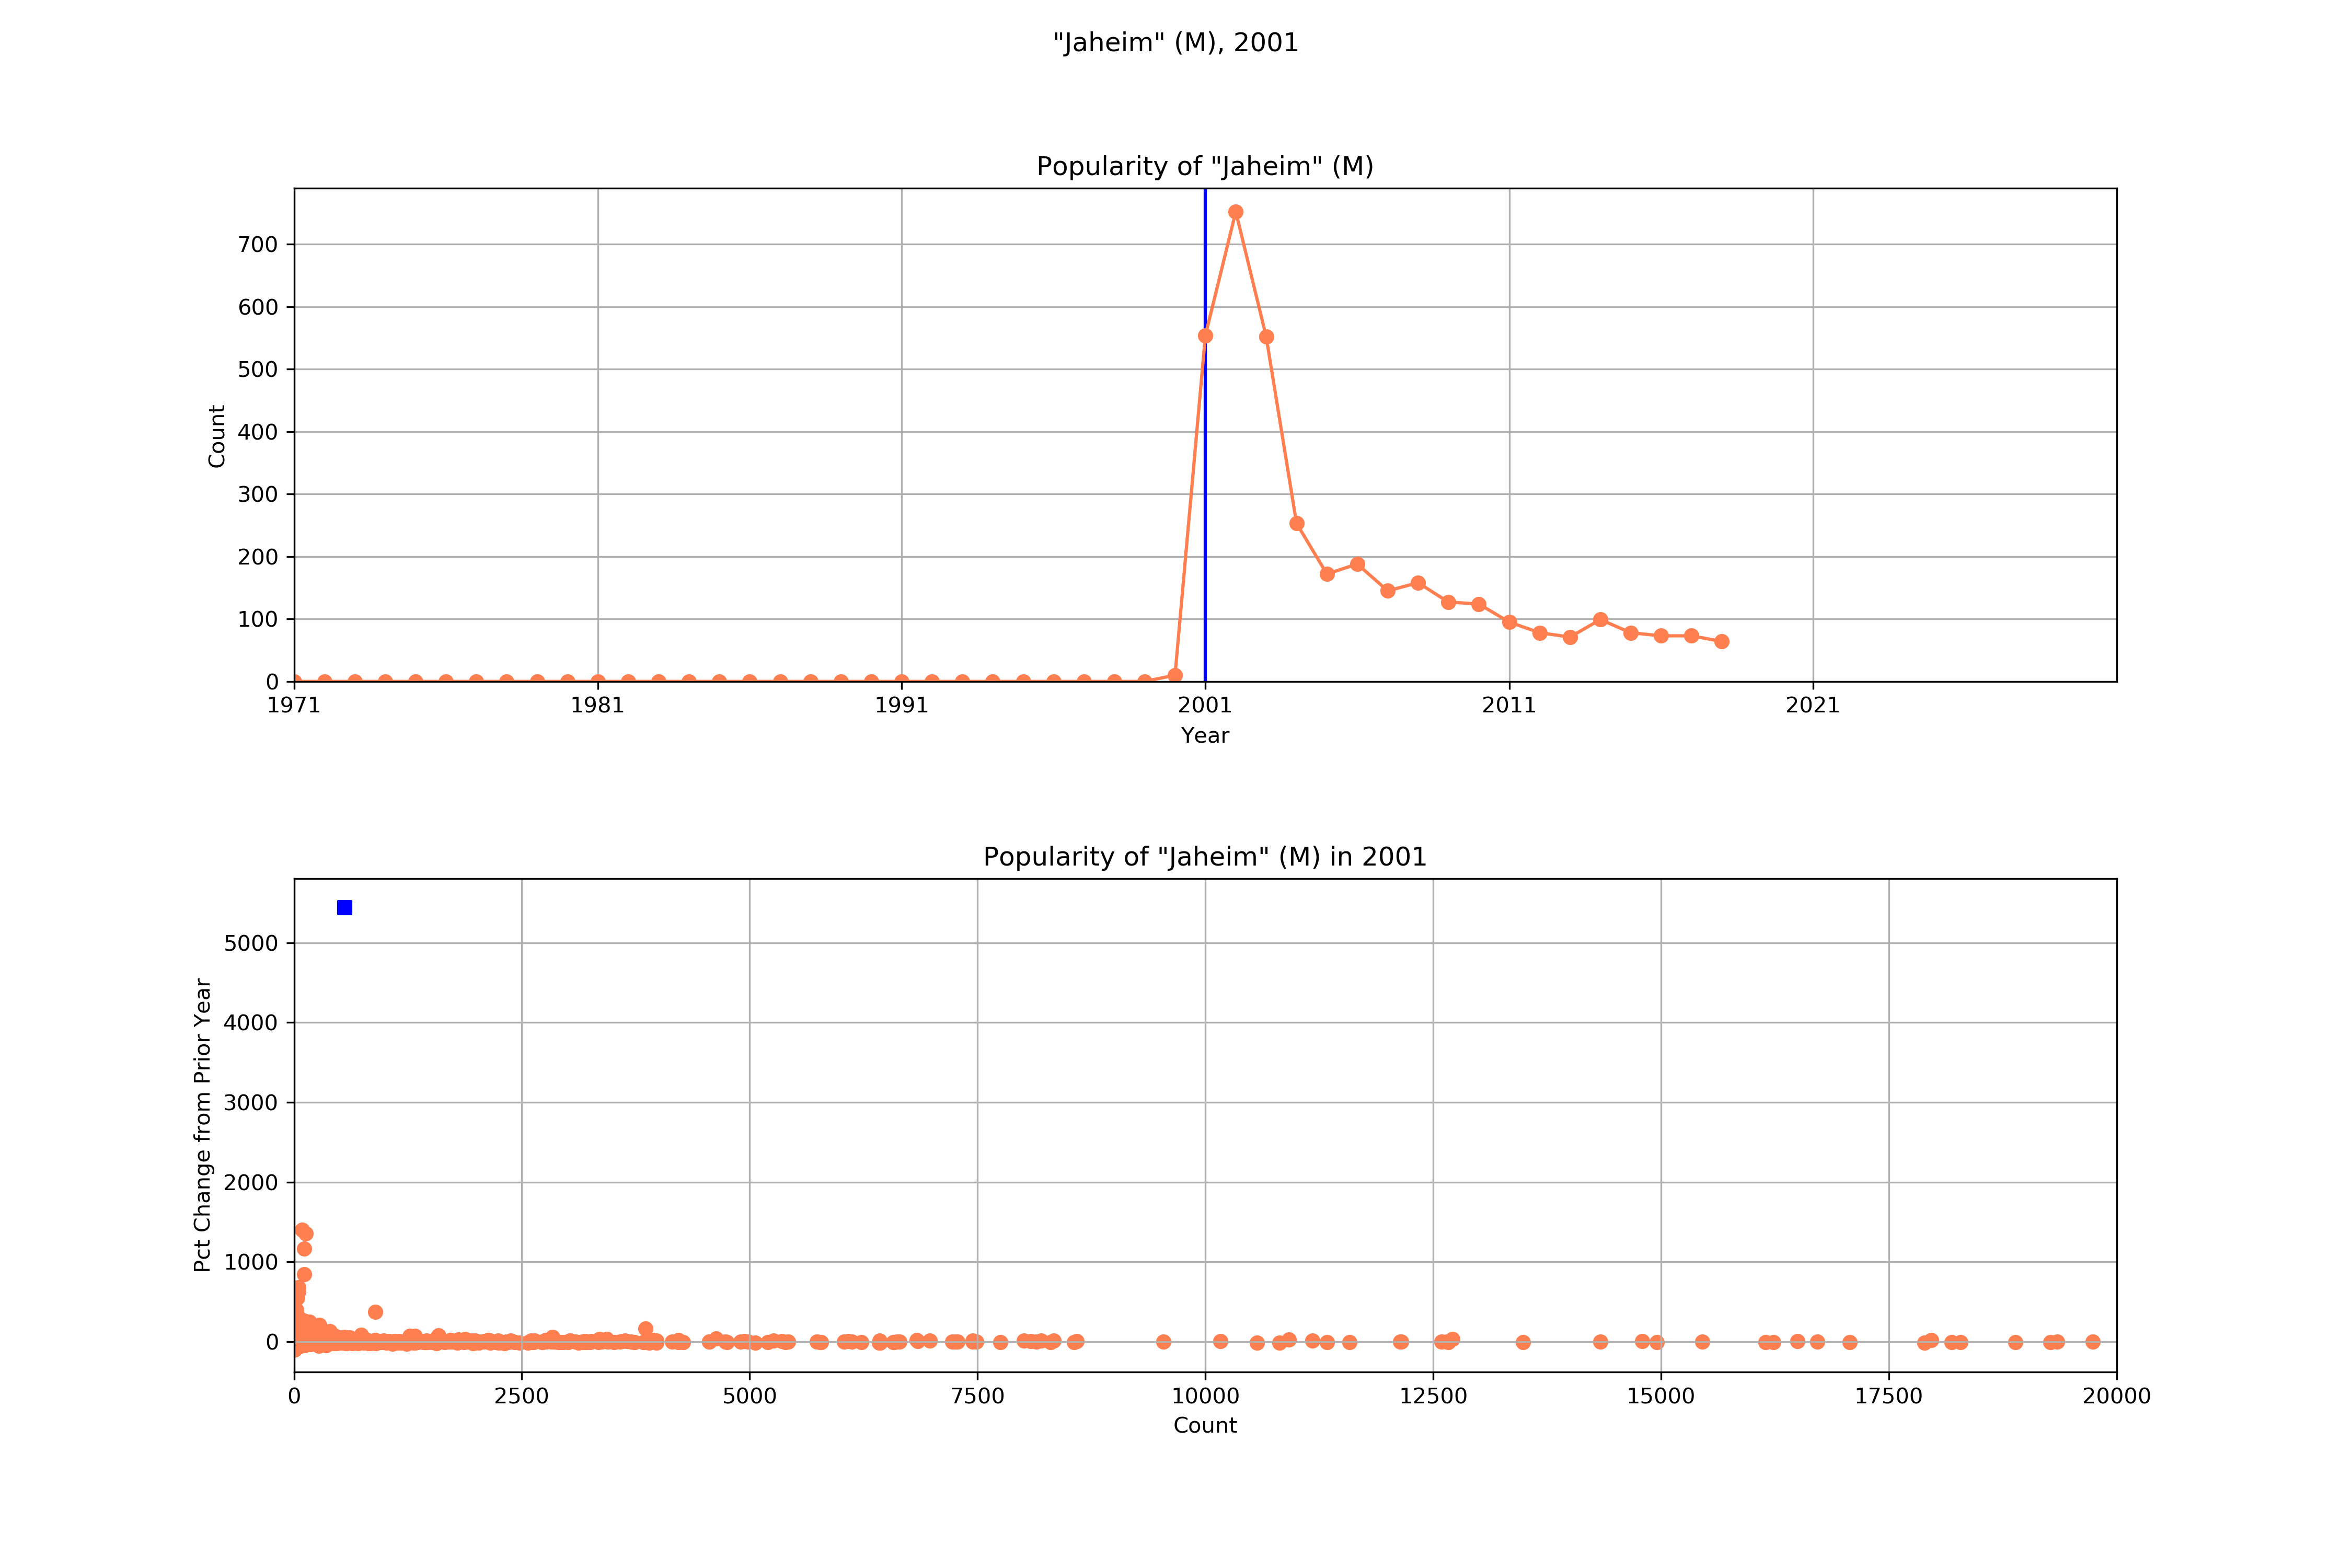 "Jaheim" (M), 2001
Popularity of "Jaheim" (M)
700
600
500
400
300
200
100
0
Count
1971 1981 1991 2001 2011 2021
Year
Popularity of "Jaheim" (M) in 2001
5000
4000
3000
2000
1000
0
Pct Change from Prior Year
0 2500 5000 7500 10000 12500 15000 17500 20000
Count